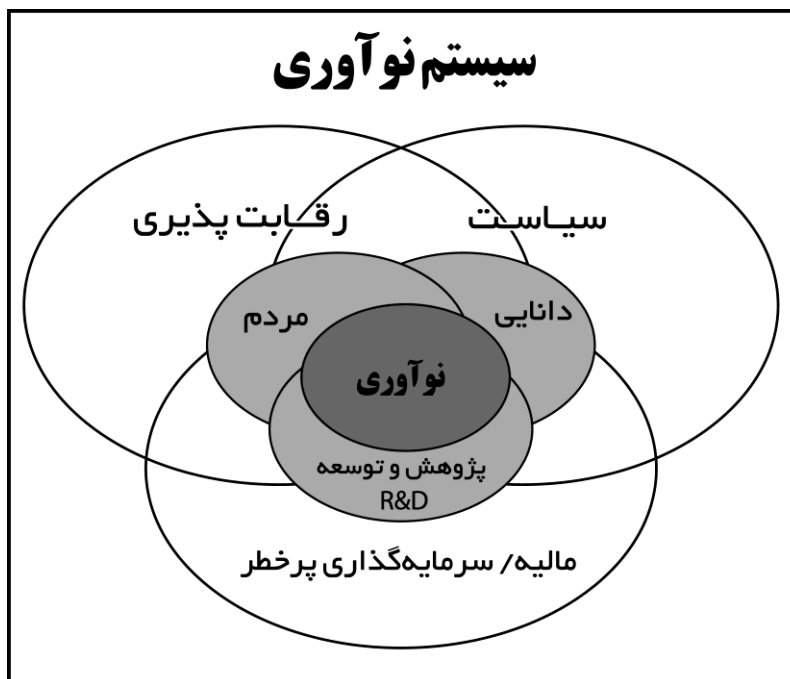 سیستم نوآوری
رقابت پذیری
سیاست
مردم
دانایی
نوآوری
پژوهش و توسعه
R&D
مالیه/ سرمایه‌گذاری پرخطر